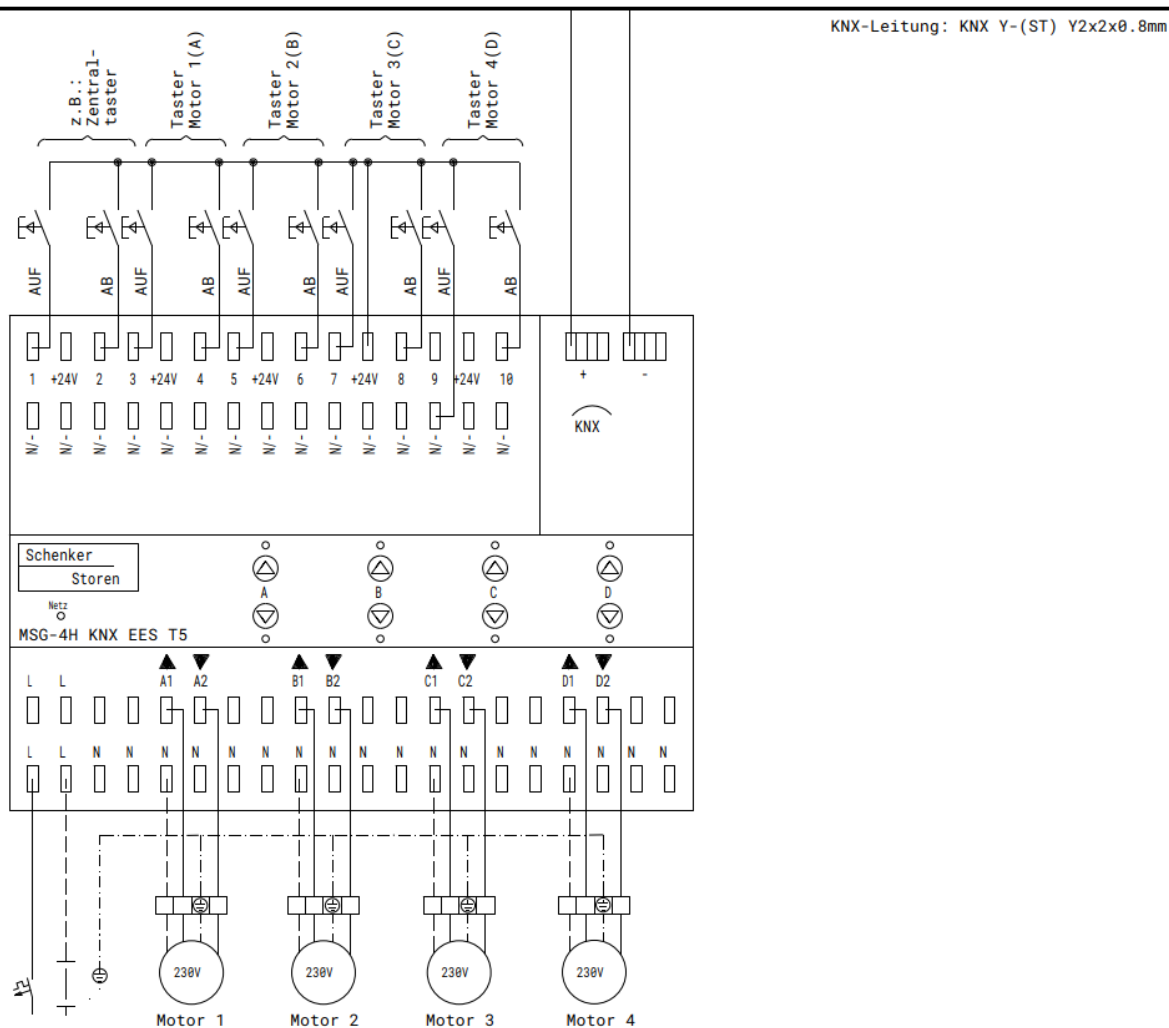 KNX-Leitung: KNX Y-(ST) Y2x2x0.8mm
z.B.:
Zentral-
taster
Taster
Motor 1(A)
Taster
Motor 2(B)
Taster
Motor 3(C)
Taster
Motor 4(D)
AUF AB AUF AB AUF AB AUF AB AUF AB
1 +24V 2 3 +24V 4 5 +24V 6 7 +24V 8 9 +24V 10 + -
KNX
N/- N/- N/- N/- N/- N/- N/- N/- N/- N/- N/- N/- N/- N/- N/-
Schenker
Storen
Netz
MSG-4H KNX EES T5
A B C D
L L A1 A2 B1 B2 C1 C2 D1 D2
L L N N N N N N N N N N N N N N N N N N
230V 230V 230V 230V
Motor 1 Motor 2 Motor 3 Motor 4